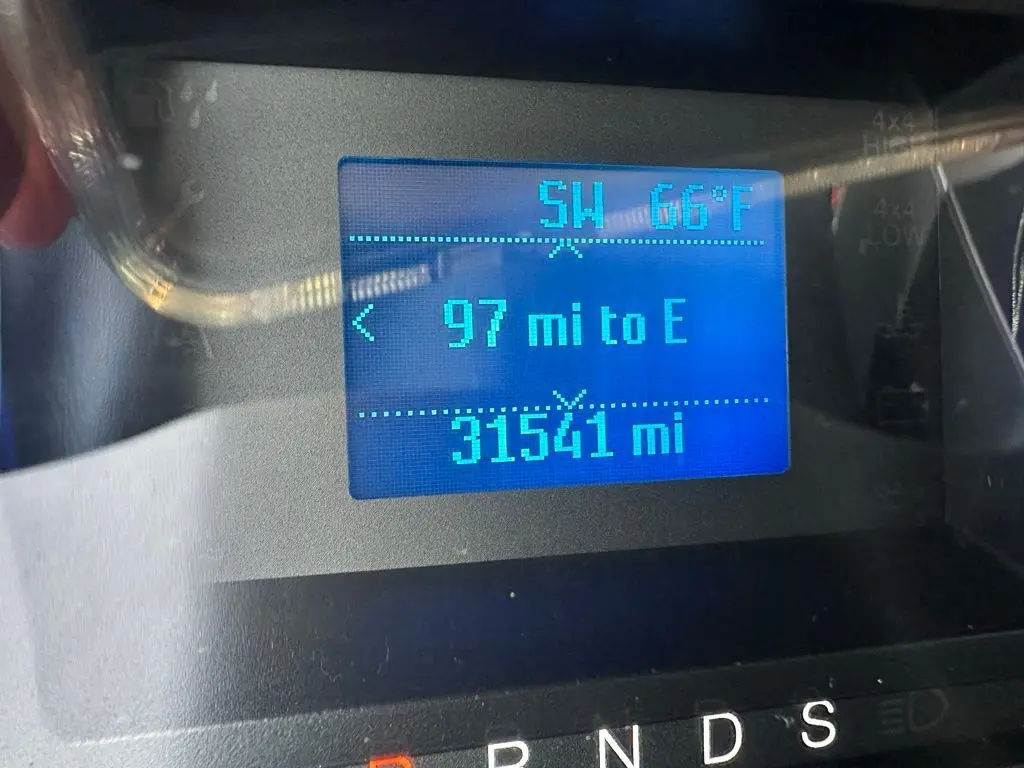 SW 66°F
97 mi to E
31541 mi
4x4
HIGH
4x4
LOW
P R N D S